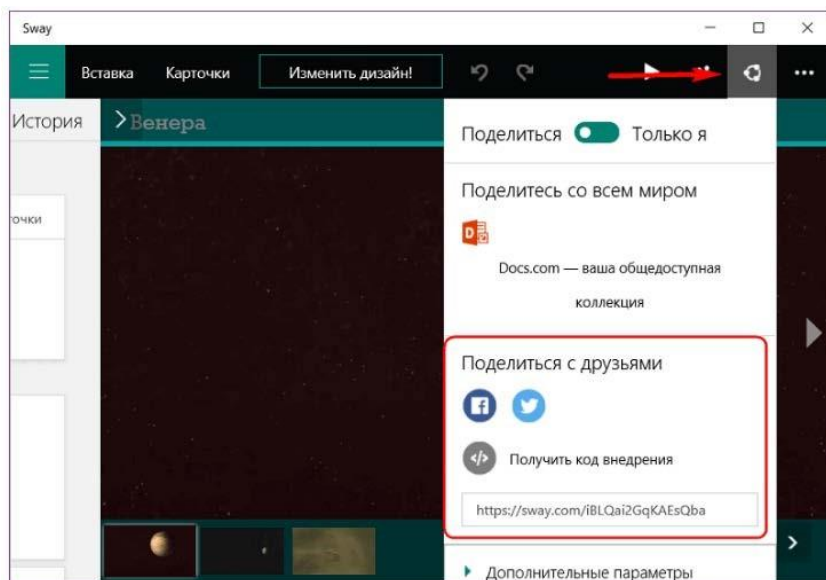 Sway
Вставка Карточки Изменить дизайн!
История
Венера
Поделиться Только я
Поделитесь со всем миром
D
Docs.com — ваша общедоступная
коллекция
очки
Поделиться с друзьями
Получить код внедрения
https://sway.com/iBLQai2GqKAEsQba
Дополнительные параметры